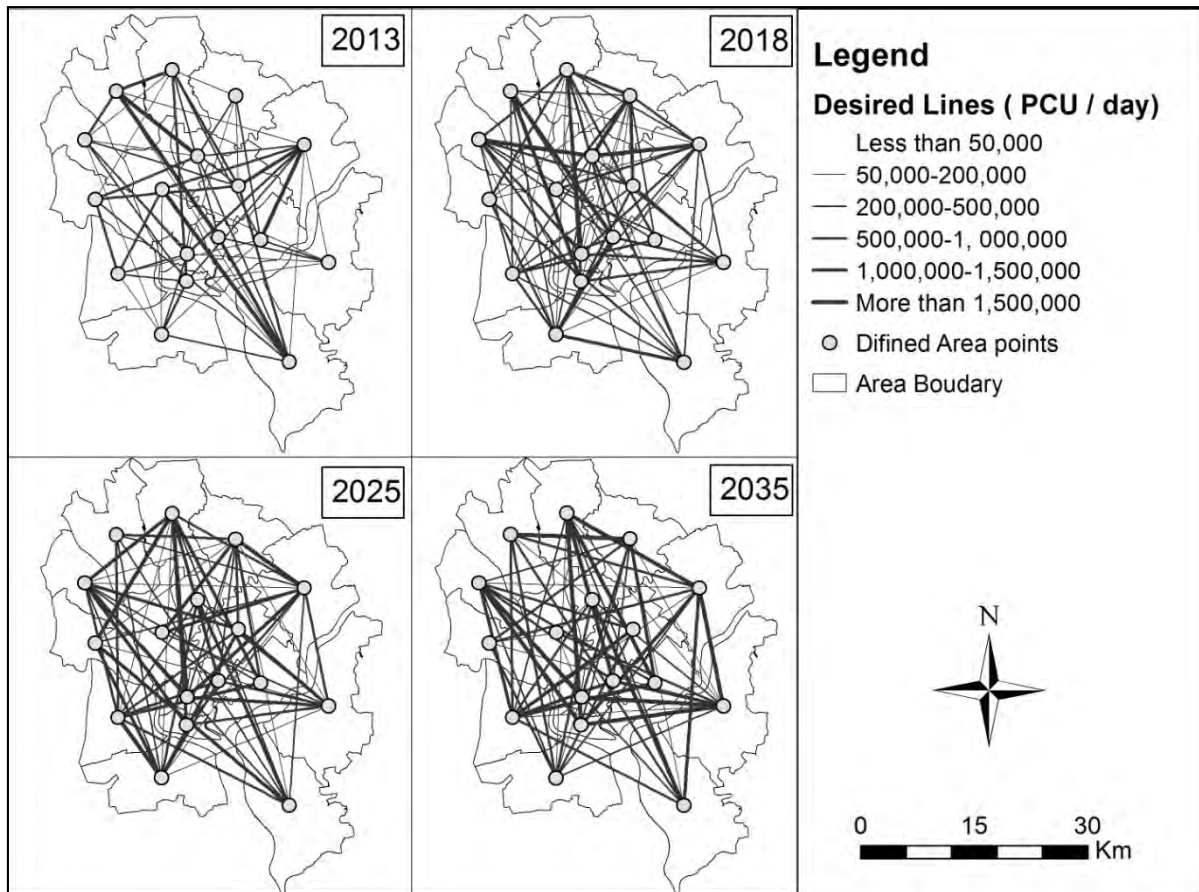 2013
2018
2025
2035
Legend
Desired Lines ( PCU / day)
Less than 50,000
50,000-200,000
200,000-500,000
500,000-1, 000,000
1,000,000-1,500,000
More than 1,500,000
Difined Area points
Area Boudary
N
0 15 30
Km